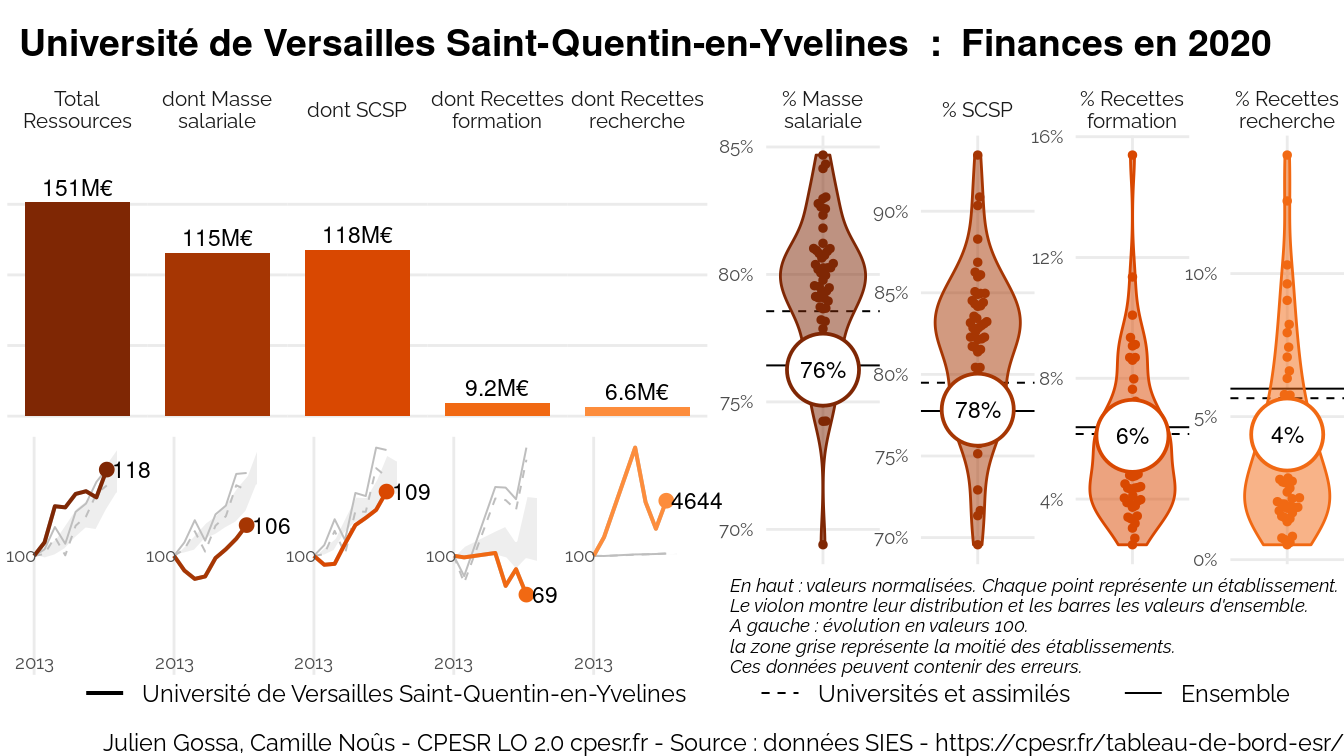 Université de Versailles Saint-Quentin-en-Yvelines : Finances en 2020
Total
Ressources
dont Masse
salariale
dont SCSP
dont Recettes
formation
dont Recettes
recherche
151M€
115M€
118M€
9.2M€
6.6M€
100
2013
118
100
2013
106
100
2013
109
100
2013
69
100
2013
4644
% Masse
salariale
85%
80%
75%
70%
76%
% SCSP
90%
85%
80%
75%
70%
78%
% Recettes
formation
16%
12%
8%
4%
6%
% Recettes
recherche
10%
5%
0%
4%
En haut : valeurs normalisées. Chaque point représente un établissement.
Le violon montre leur distribution et les barres les valeurs d'ensemble.
A gauche : évolution en valeurs 100.
la zone grise représente la moitié des établissements.
Ces données peuvent contenir des erreurs.
Université de Versailles Saint-Quentin-en-Yvelines
Universités et assimilés
Ensemble
Julien Gossa, Camille Noûs - CPESR LO 2.0 cpesr.fr - Source : données SIES - https://cpesr.fr/tableau-de-bord-esr/